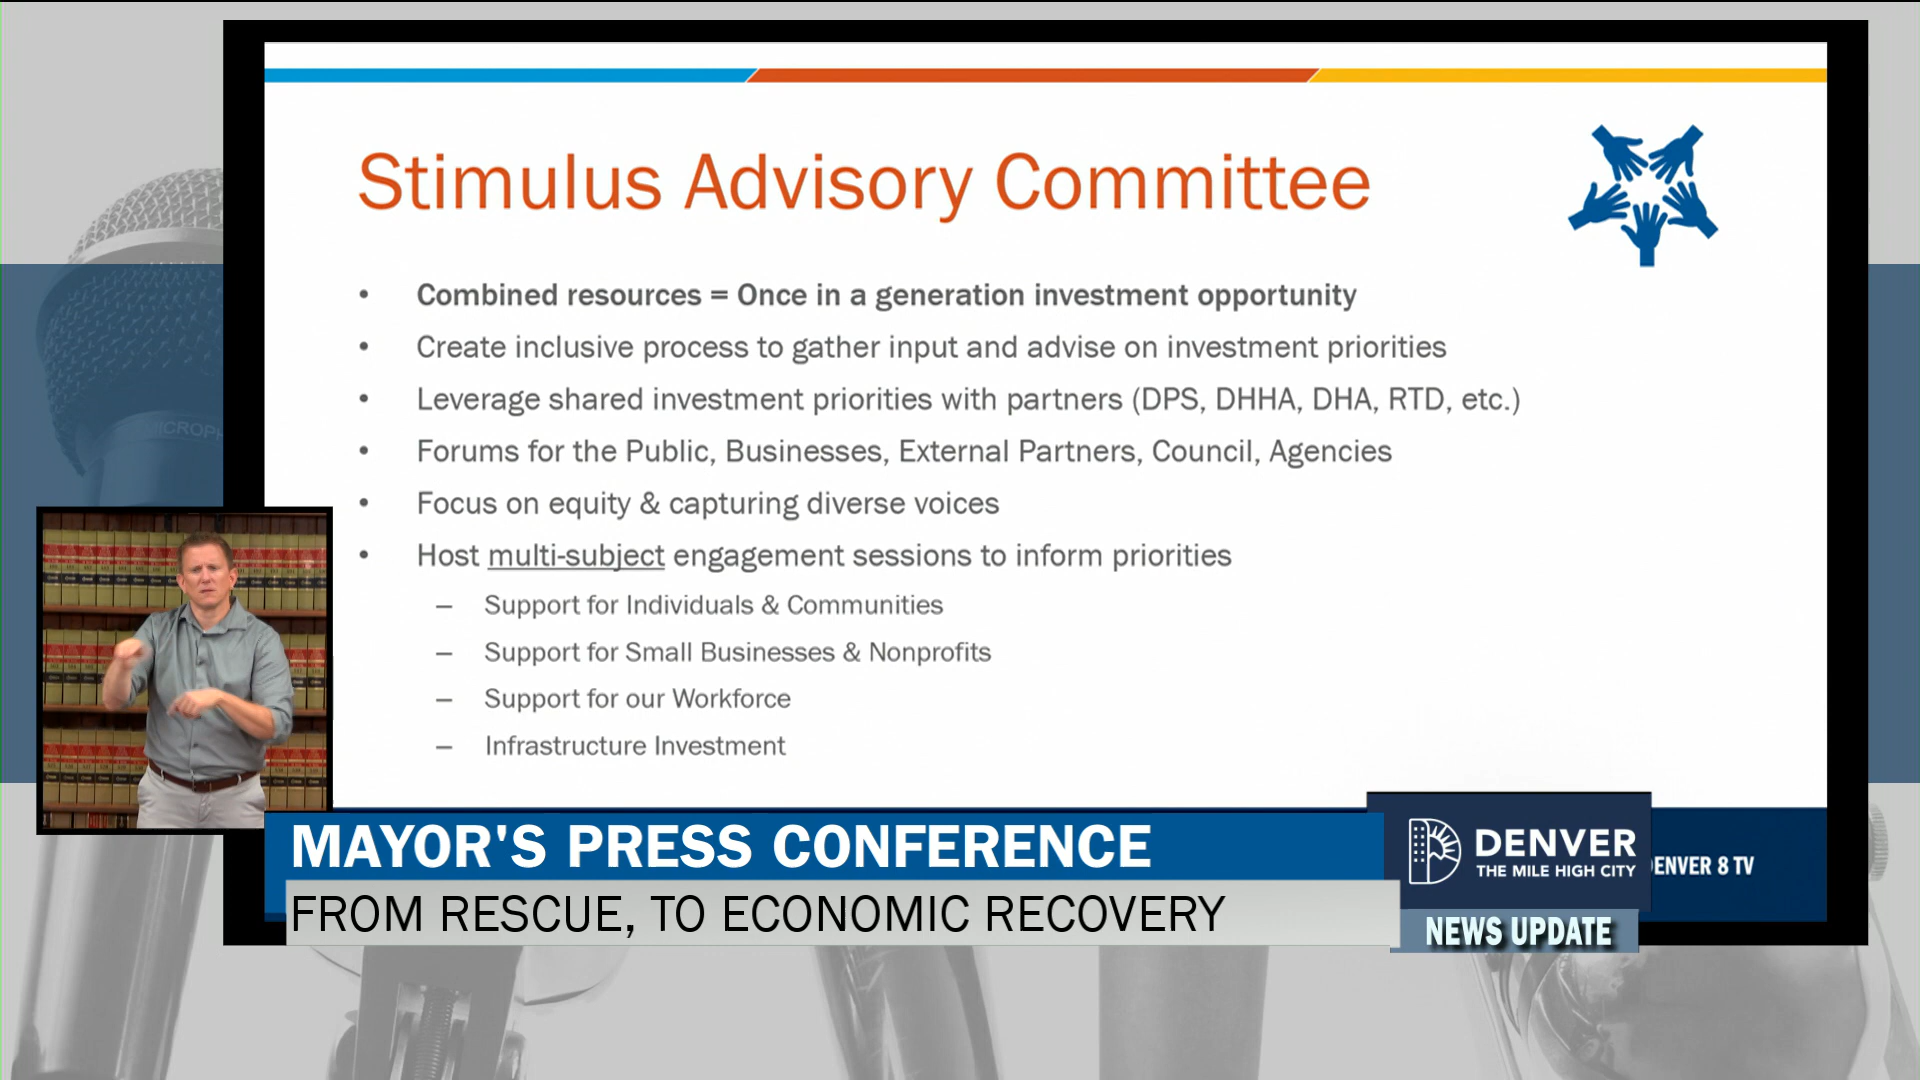 Stimulus Advisory Committee
• Combined resources = Once in a generation investment opportunity
• Create inclusive process to gather input and advise on investment priorities
• Leverage shared investment priorities with partners (DPS, DHHA, DHA, RTD, etc.)
• Forums for the Public, Businesses, External Partners, Council, Agencies
• Focus on equity & capturing diverse voices
• Host multi-subject engagement sessions to inform priorities
– Support for Individuals & Communities
– Support for Small Businesses & Nonprofits
– Support for our Workforce
– Infrastructure Investment
MAYOR'S PRESS CONFERENCE
FROM RESCUE, TO ECONOMIC RECOVERY
DENVER
THE MILE HIGH CITY
NEWS UPDATE
DENVER 8 TV